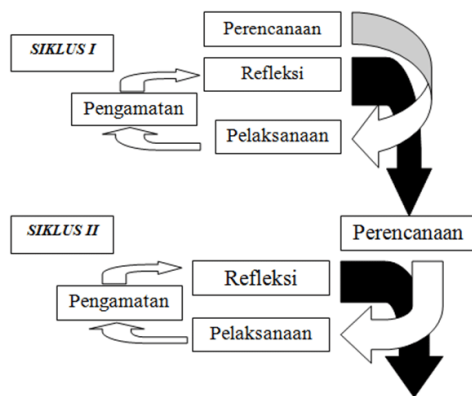 Perencanaan
SIKLUS I
Refleksi
Pengamatan
Pelaksanaan
SIKLUS II
Perencanaan
Refleksi
Pengamatan
Pelaksanaan